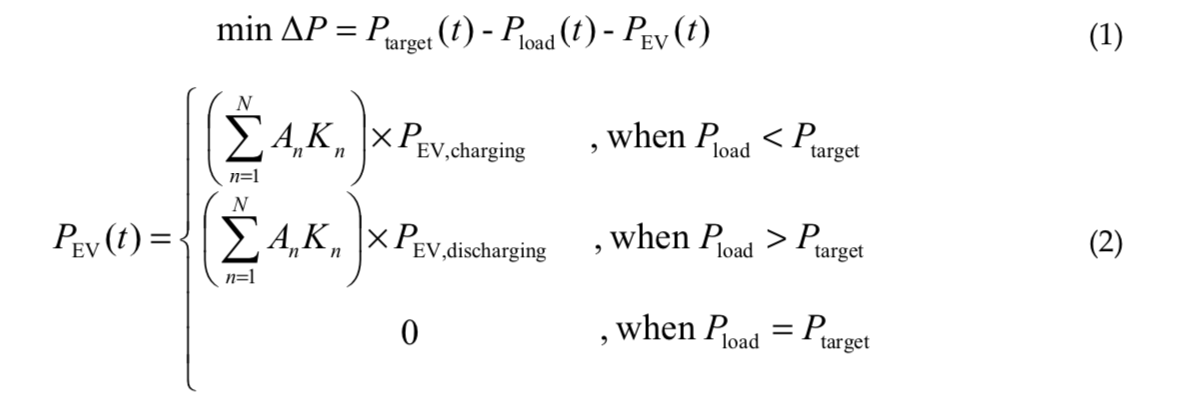 min ΔP = P_target(t) - P_load(t) - P_EV(t) (1)
P_EV(t) = { (∑_{n=1}^{N} A_n K_n) × P_EV,charging , when P_load < P_target
(∑_{n=1}^{N} A_n K_n) × P_EV,discharging , when P_load > P_target (2)
0 , when P_load = P_target